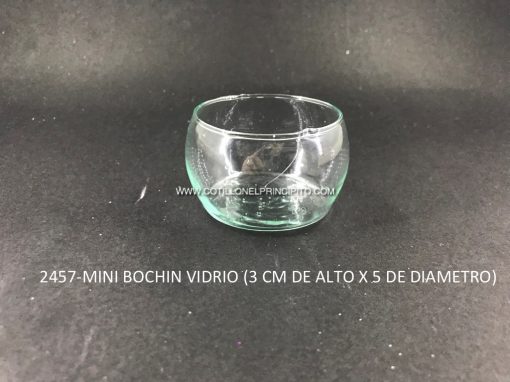 WWW.COTILLONELPRINCIPITO.COM
2457-MINI BOCHIN VIDRIO (3 CM DE ALTO X 5 DE DIAMETRO)